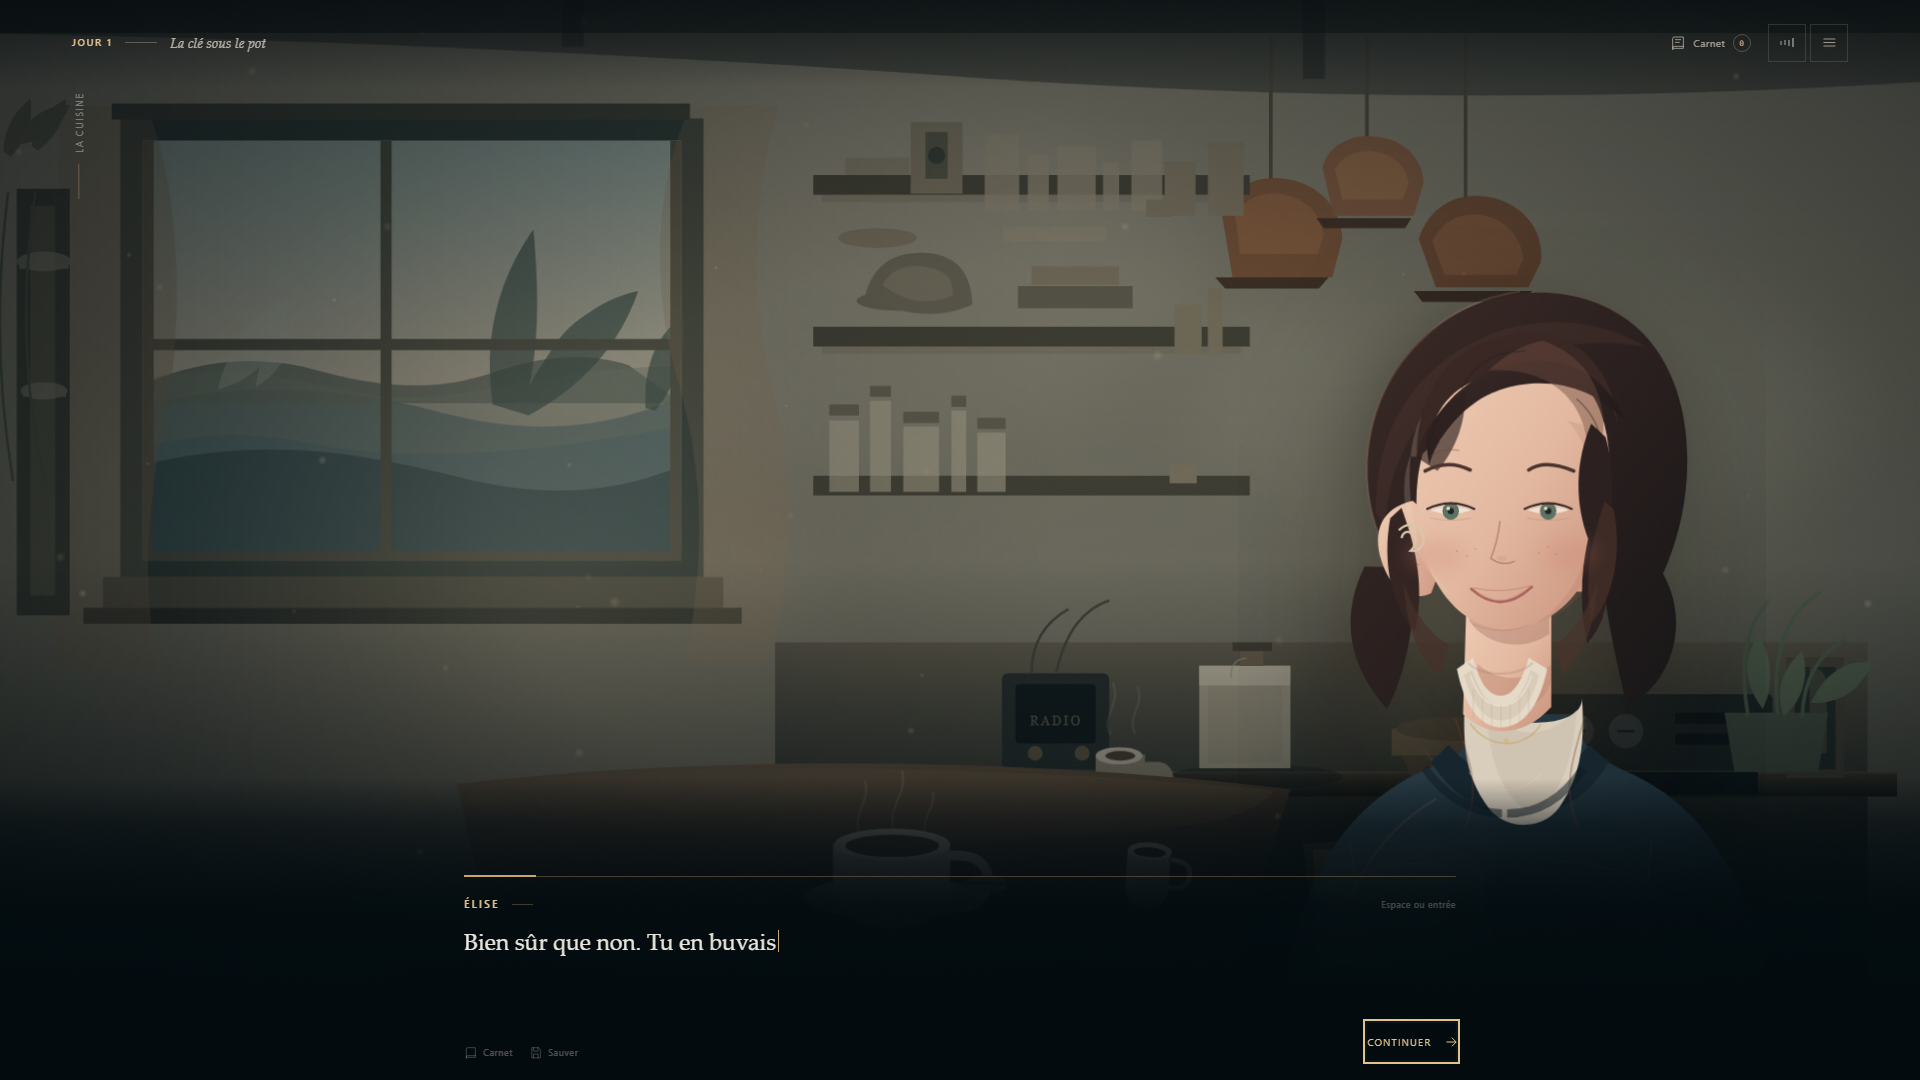 JOUR 1
La clé sous le pot
Carnet
0
LA CUISINE
RADIO
ÉLISE
Espace ou entrée
Bien sûr que non. Tu en buvais
Carnet
Sauver
CONTINUER